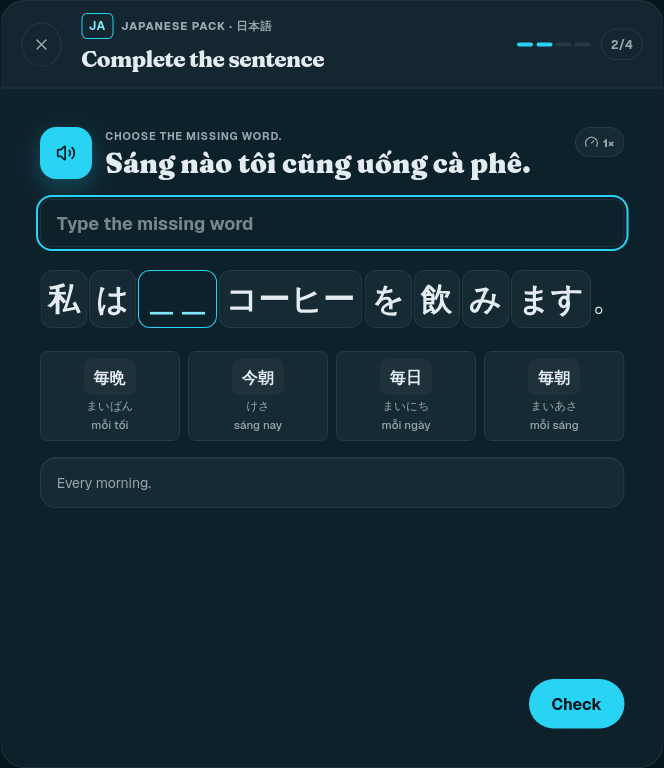 JA JAPANESE PACK · 日本語
Complete the sentence
2/4
CHOOSE THE MISSING WORD.
Sáng nào tôi cũng uống cà phê.
1×
Type the missing word
私 は _ _ コーヒー を 飲 み ます 。
毎晩
まいばん
mỗi tối
今朝
けさ
sáng nay
毎日
まいにち
mỗi ngày
毎朝
まいあさ
mỗi sáng
Every morning.
Check